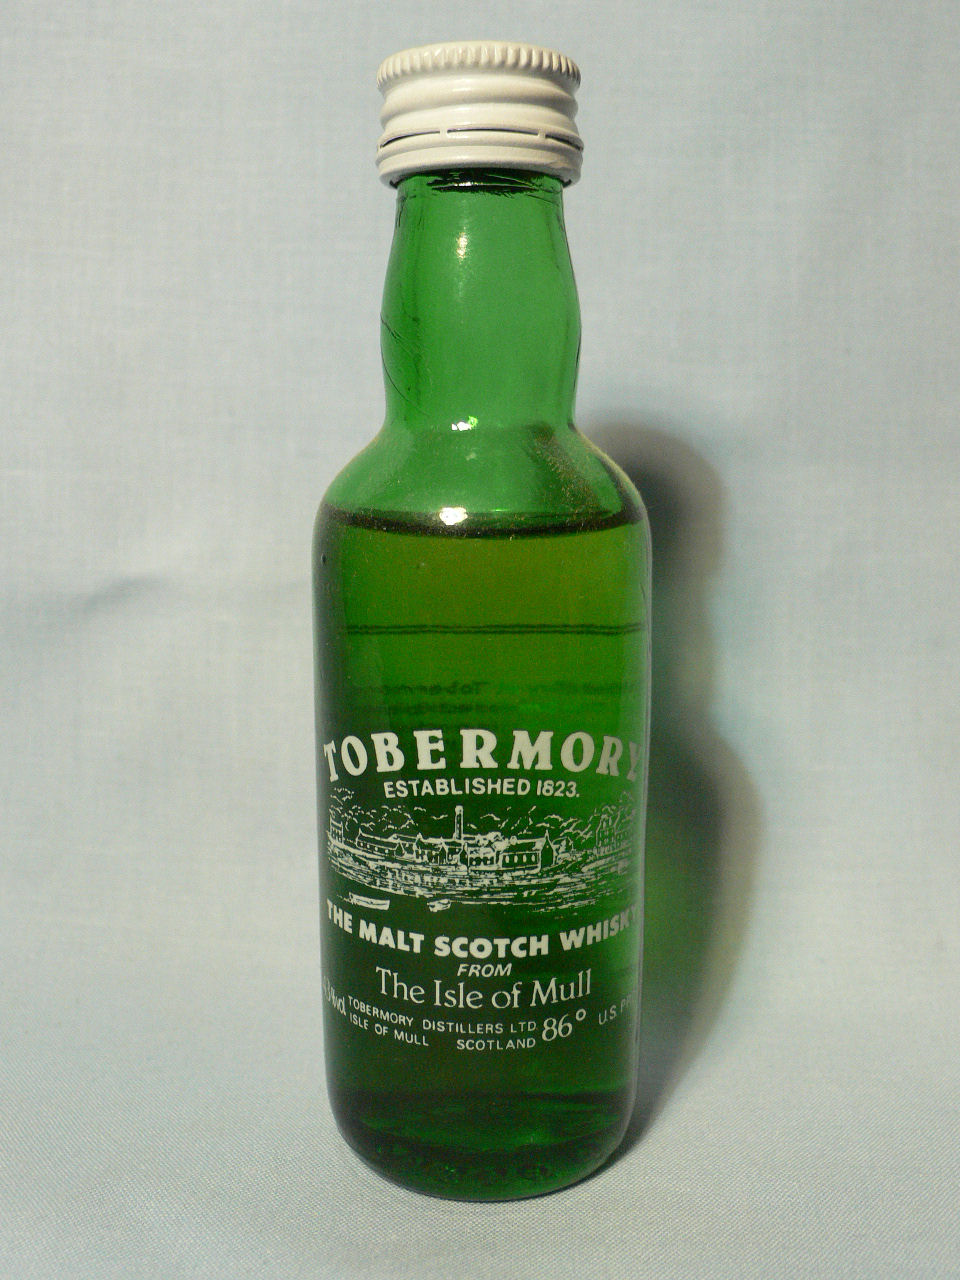 TOBERMORY
ESTABLISHED 1823.
THE MALT SCOTCH WHISKY
FROM
The Isle of Mull
TOBERMORY DISTILLERS LTD 86° U.S.
ISLE OF MULL SCOTLAND